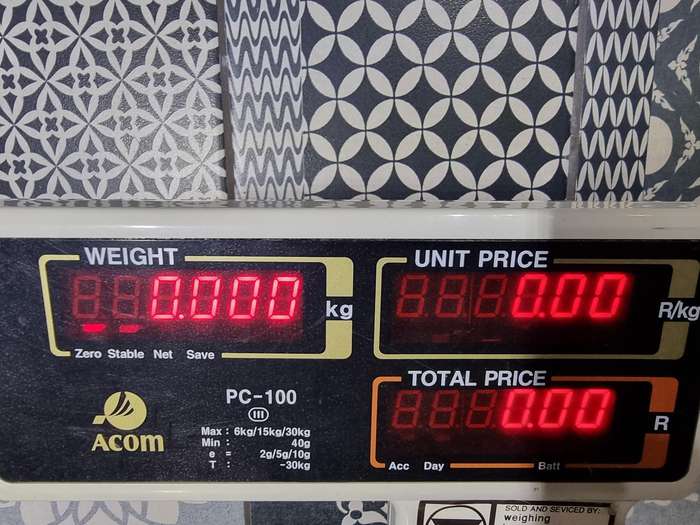 WEIGHT
0.000 kg
Zero Stable Net Save
UNIT PRICE
0.00 R/kg
TOTAL PRICE
0.00 R
Acc Day Batt
ACOM
PC-100
III
Max : 6kg/15kg/30kg
Min : 40g
e = 2g/5g/10g
T : -30kg
SOLD AND SEVICED BY:
weighing